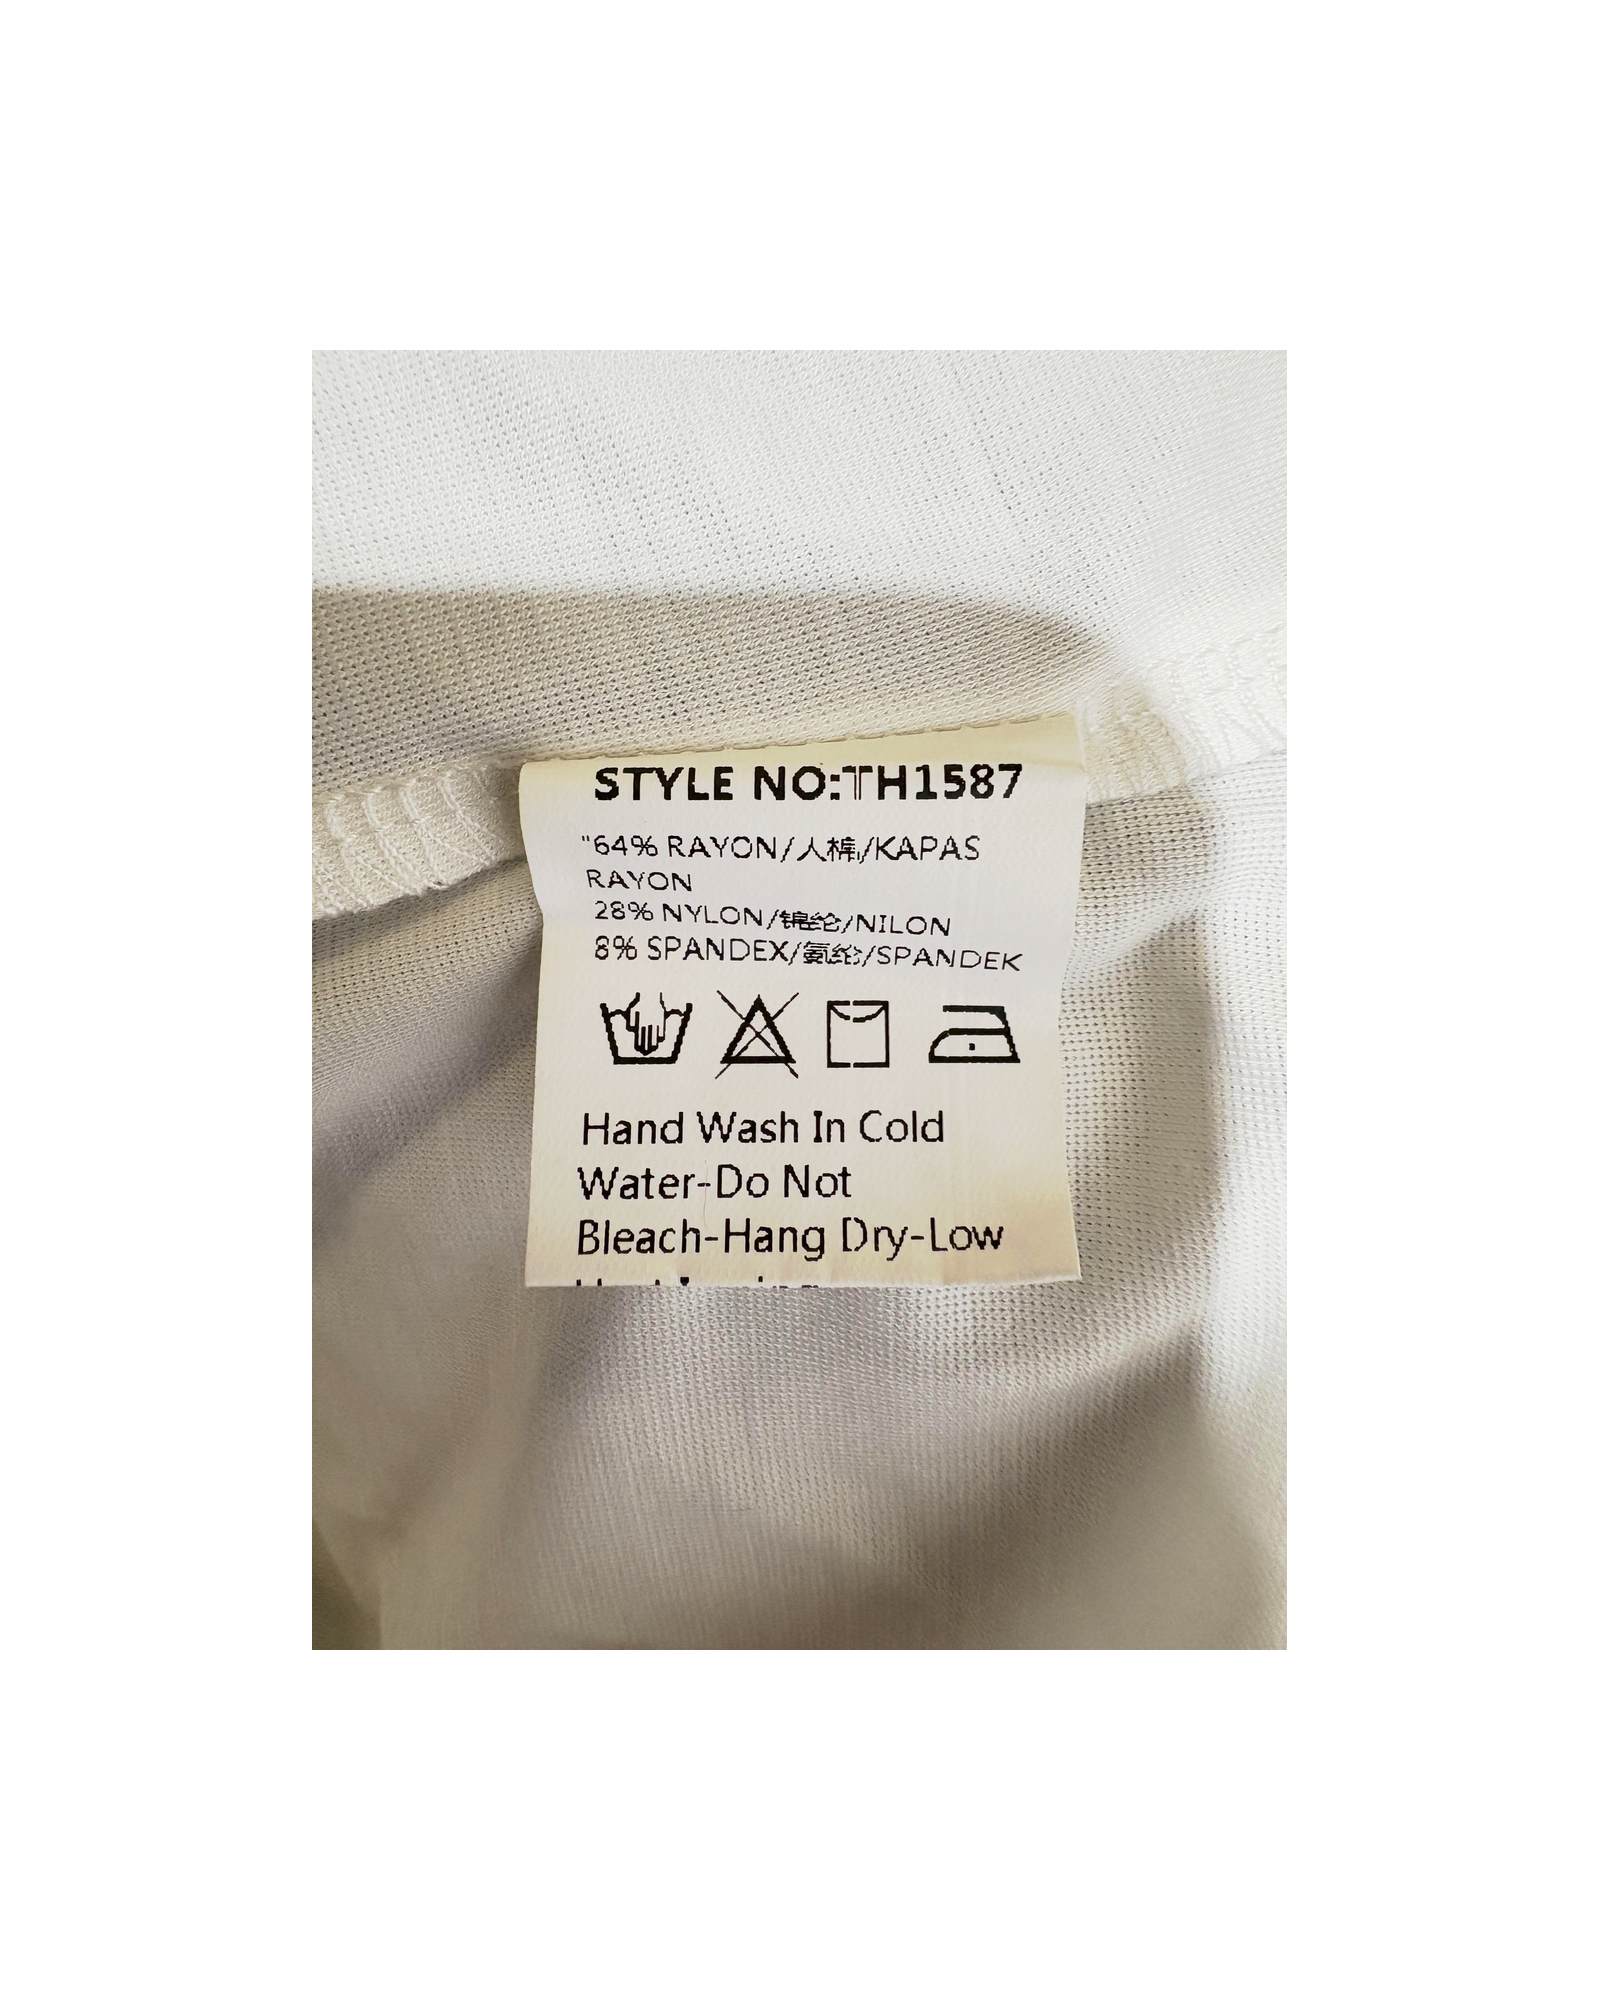 STYLE NO:TH1587
"64% RAYON/人棉/KAPAS
RAYON
28% NYLON/锦纶/NILON
8% SPANDEX/氨纶/SPANDEK
Hand Wash In Cold
Water-Do Not
Bleach-Hang Dry-Low